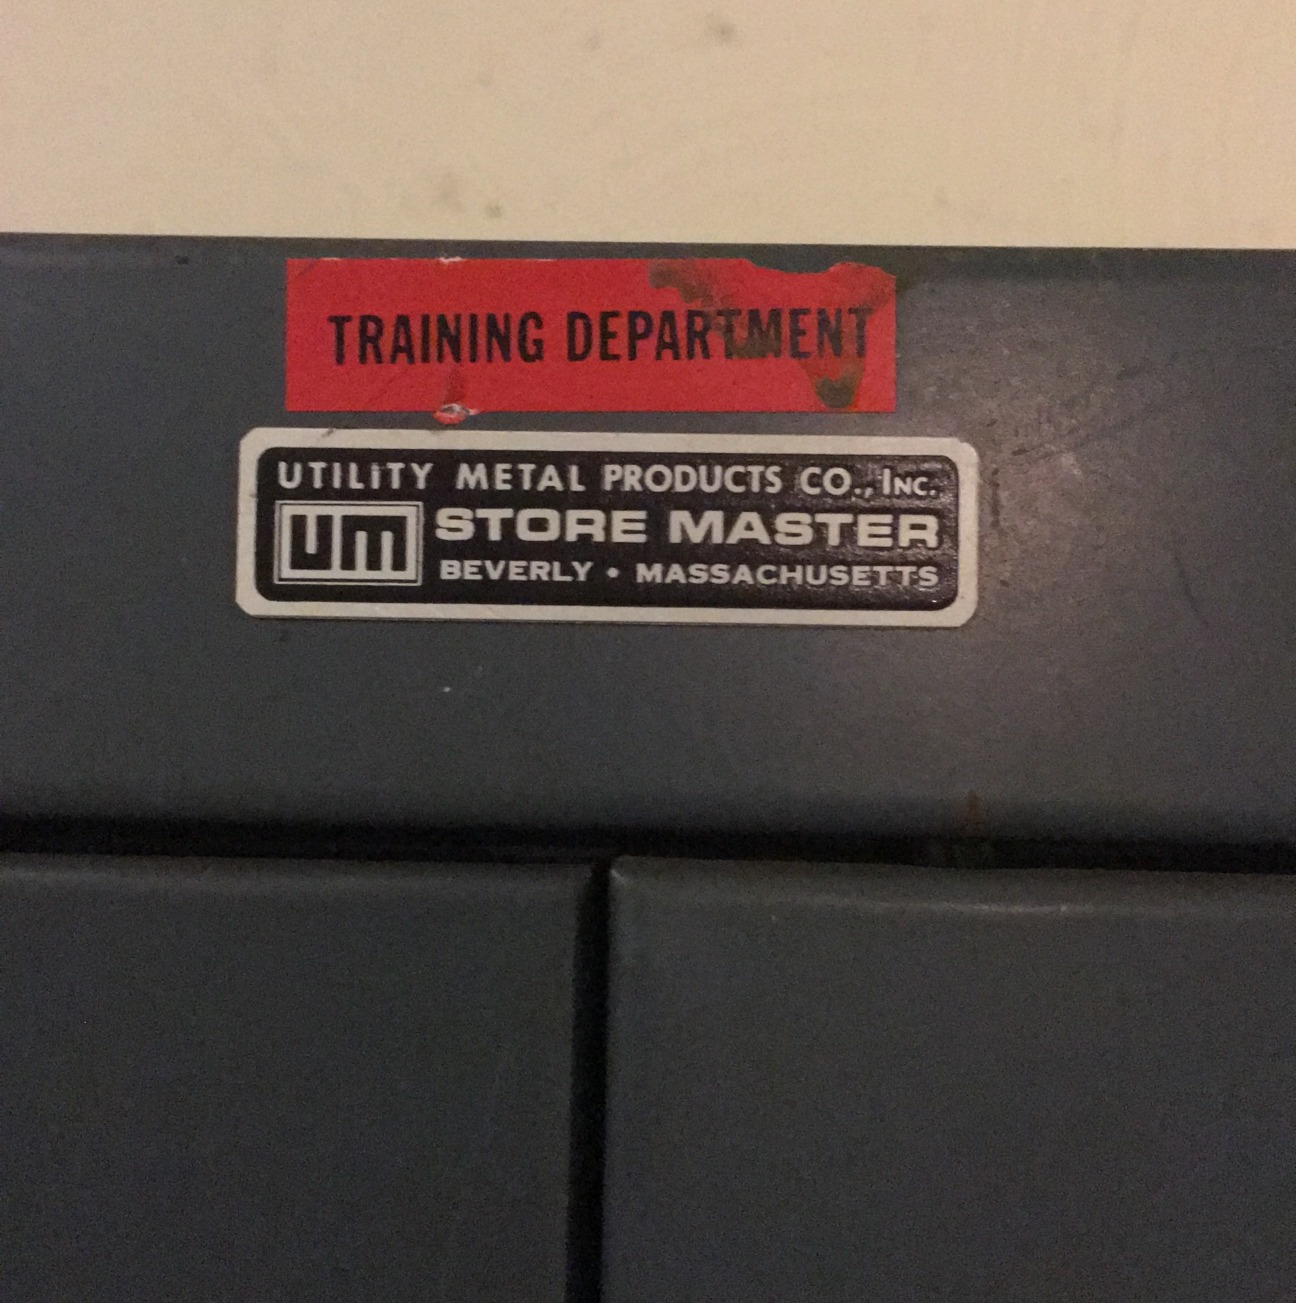 TRAINING DEPARTMENT
UTILiTY METAL PRODUCTS CO., INC.
um STORE MASTER
BEVERLY • MASSACHUSETTS